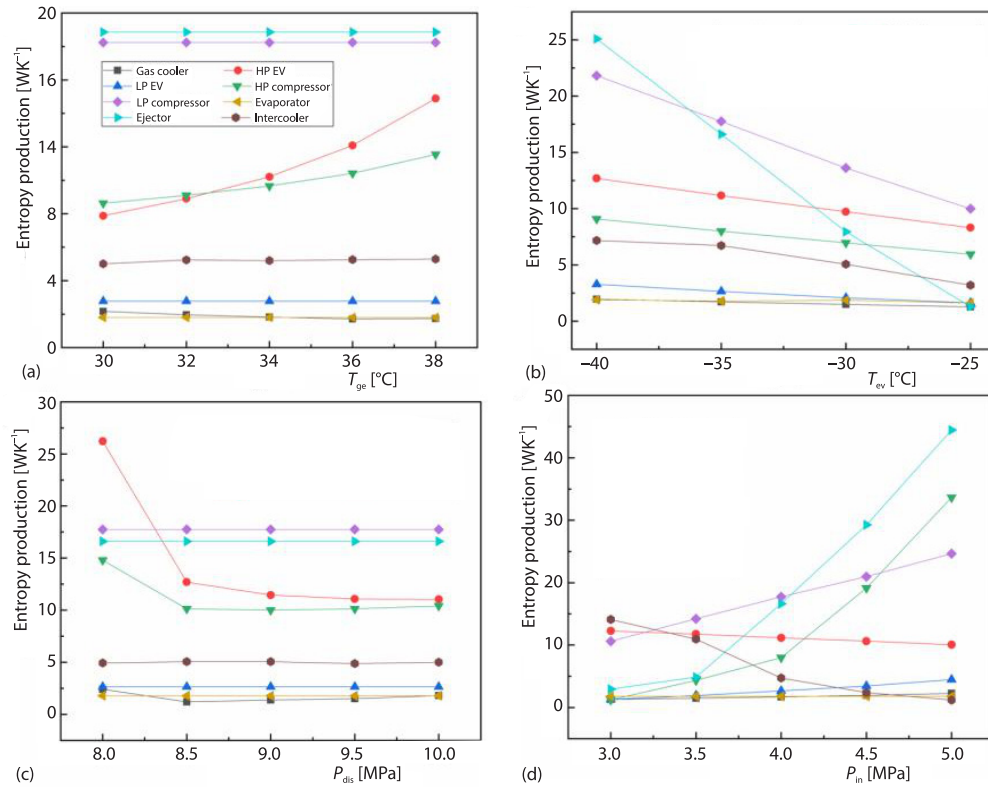 20
18
14
8
4
0
Entropy production [WK⁻¹]
Gas cooler
HP EV
LP EV
HP compressor
LP compressor
Evaporator
Ejector
Intercooler
30
32
34
36
38
(a)
T_ge [°C]
25
20
15
10
5
0
Entropy production [WK⁻¹]
−40
−35
−30
−25
(b)
T_ev [°C]
30
25
17
10
5
0
Entropy production [WK⁻¹]
8.0
8.5
9.0
9.5
10.0
(c)
P_dis [MPa]
50
40
30
20
10
0
Entropy production [WK⁻¹]
3.0
3.5
4.0
4.5
5.0
(d)
P_in [MPa]